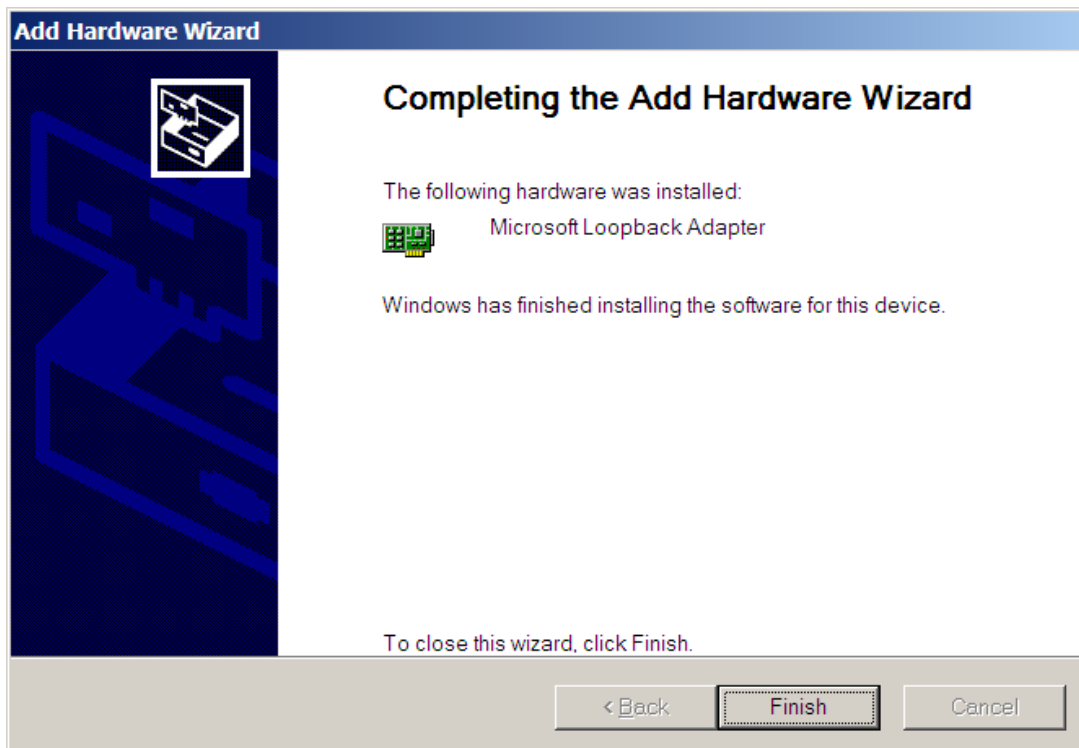 Add Hardware Wizard
Completing the Add Hardware Wizard
The following hardware was installed:
Microsoft Loopback Adapter
Windows has finished installing the software for this device.
To close this wizard, click Finish.
< Back Finish Cancel